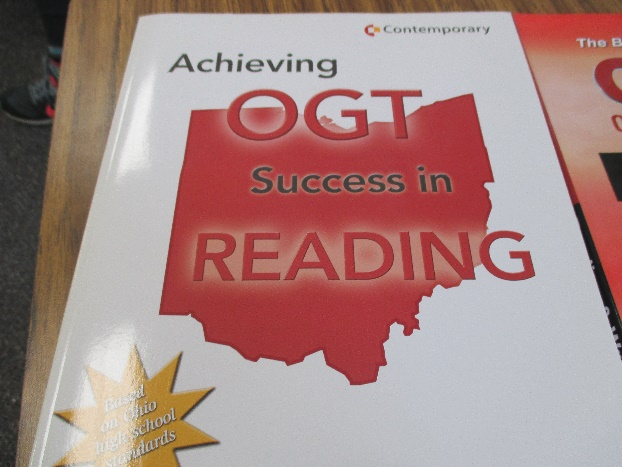 Contemporary
Achieving
OGT
Success in
READING
Based
on Ohio
high school
standards
The B